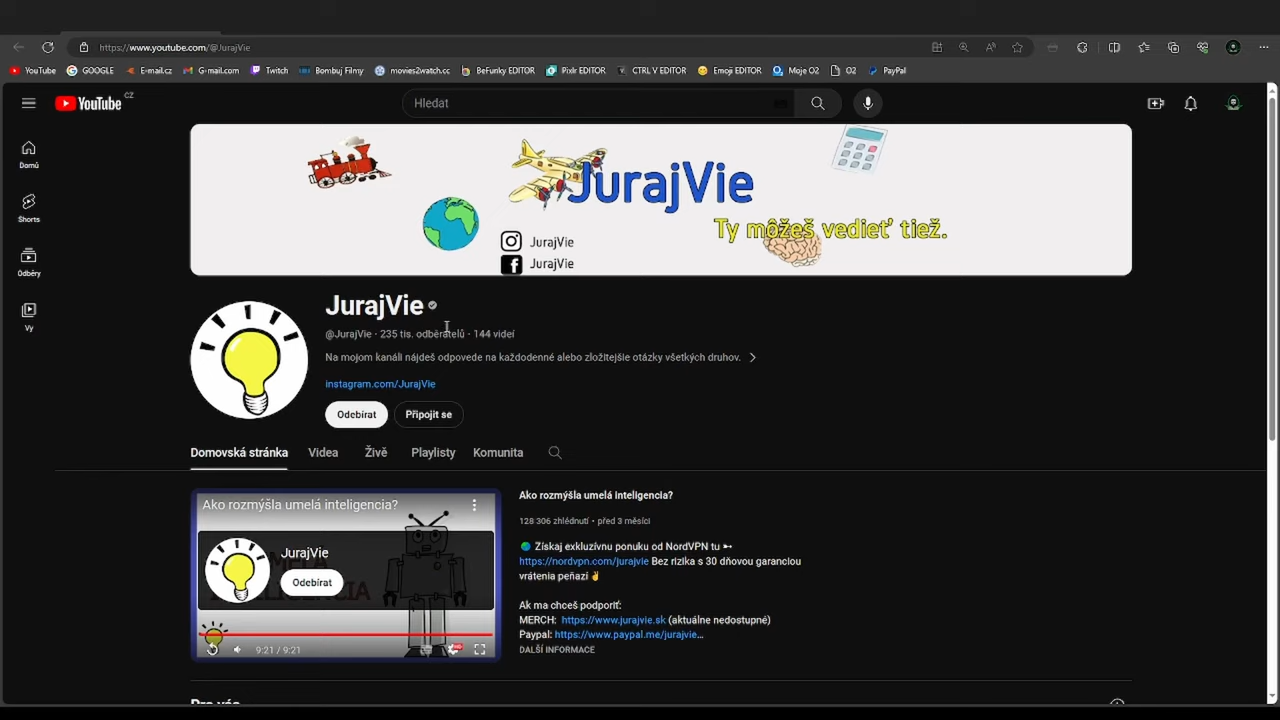 https://www.youtube.com/@JurajVie
YouTube GOOGLE E-mail.cz G-mail.com Twitch Bombuj Filmy movies2watch.cc BeFunky EDITOR Pixlr EDITOR CTRL V EDITOR Emoji EDITOR Moje O2 O2 PayPal
YouTube CZ
Hledat
Domů
Shorts
Odběry
Vy
JurajVie
Ty môžeš vedieť tiež.
JurajVie
JurajVie
JurajVie
@JurajVie · 235 tis. odběratelů · 144 videí
Na mojom kanáli nájdeš odpovede na každodenné alebo zložitejšie otázky všetkých druhov.
instagram.com/JurajVie
Odebírat Připojit se
Domovská stránka Videa Živě Playlisty Komunita
Ako rozmýšla umelá inteligencia?
JurajVie
Odebírat
9:21 / 9:21
Ako rozmýšla umelá inteligencia?
128 306 zhlédnutí • před 3 měsíci
Získaj exkluzívnu ponuku od NordVPN tu ➼
https://nordvpn.com/jurajvie Bez rizika s 30 dňovou garanciou
vrátenia peňazí ✌
Ak ma chceš podporiť:
MERCH: https://www.jurajvie.sk (aktuálne nedostupné)
Paypal: https://www.paypal.me/jurajvie...
DALŠÍ INFORMACE
Pro vás